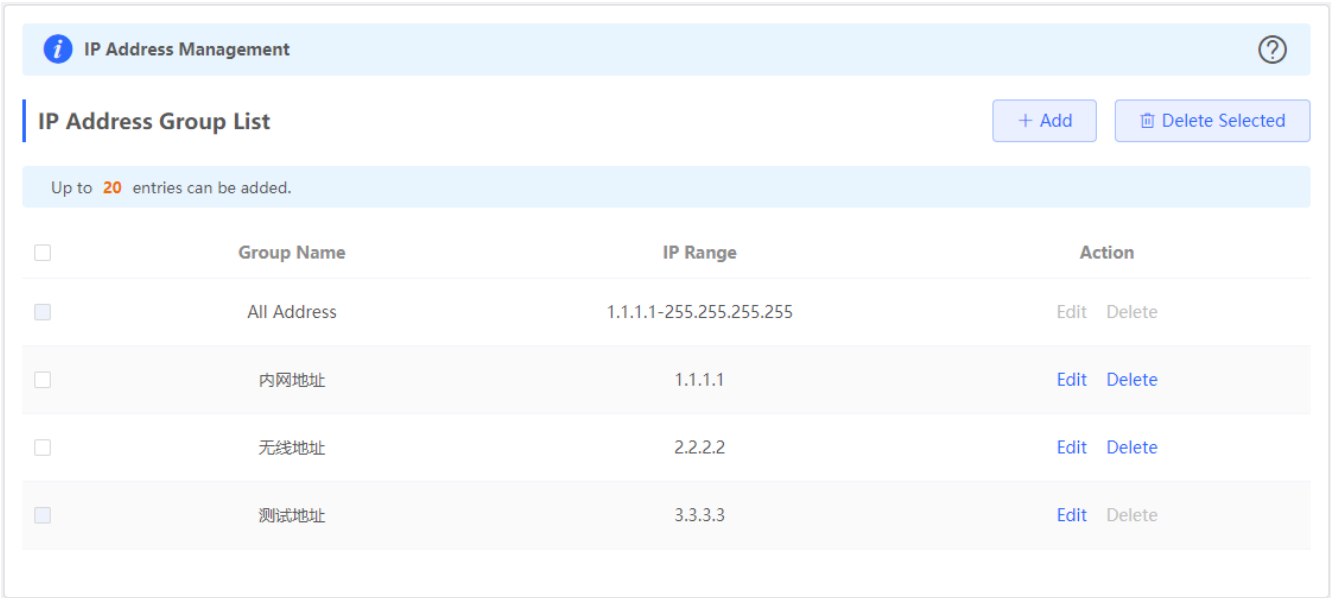 IP Address Management
IP Address Group List
+ Add
Delete Selected
Up to 20 entries can be added.
Group Name IP Range Action
All Address 1.1.1.1-255.255.255.255 Edit Delete
内网地址 1.1.1.1 Edit Delete
无线地址 2.2.2.2 Edit Delete
测试地址 3.3.3.3 Edit Delete